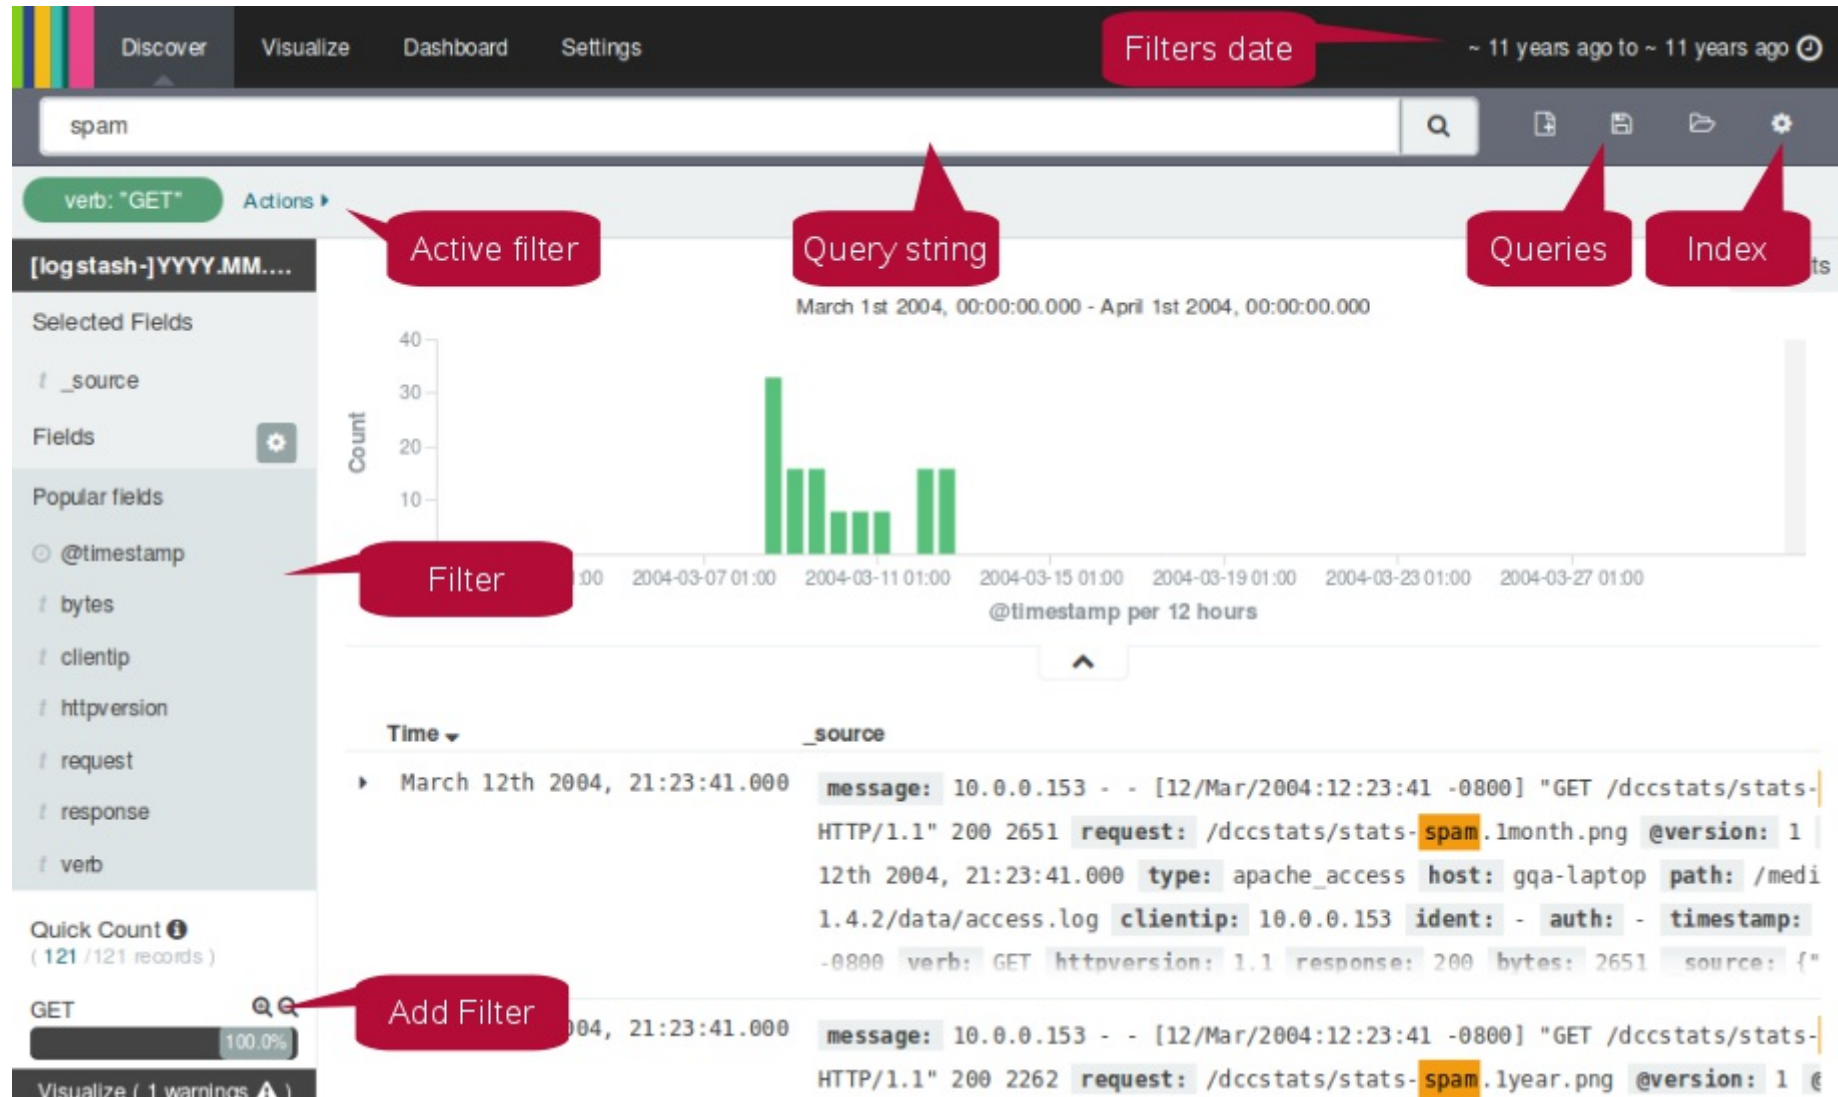 Discover Visualize Dashboard Settings Filters date ~ 11 years ago to ~ 11 years ago
spam
verb: "GET" Actions
Active filter Query string Queries Index
[logstash-]YYYY.MM.... ts
Selected Fields
_source
Fields
Popular fields
@timestamp
bytes
clientip
httpversion
request
response
verb
Quick Count
( 121 /121 records )
GET
100.0%
Visualize ( 1 warnings )
Filter
Add Filter
March 1st 2004, 00:00:00.000 - April 1st 2004, 00:00:00.000
40
30
20
10
Count
:00 2004-03-07 01:00 2004-03-11 01:00 2004-03-15 01:00 2004-03-19 01:00 2004-03-23 01:00 2004-03-27 01:00
@timestamp per 12 hours
Time _source
March 12th 2004, 21:23:41.000 message: 10.0.0.153 - - [12/Mar/2004:12:23:41 -0800] "GET /dccstats/stats-
HTTP/1.1" 200 2651 request: /dccstats/stats-spam.1month.png @version: 1
12th 2004, 21:23:41.000 type: apache_access host: gqa-laptop path: /medi
1.4.2/data/access.log clientip: 10.0.0.153 ident: - auth: - timestamp:
-0800 verb: GET httpversion: 1.1 response: 200 bytes: 2651 _source: {"
04, 21:23:41.000 message: 10.0.0.153 - - [12/Mar/2004:12:23:41 -0800] "GET /dccstats/stats-
HTTP/1.1" 200 2262 request: /dccstats/stats-spam.1year.png @version: 1 @